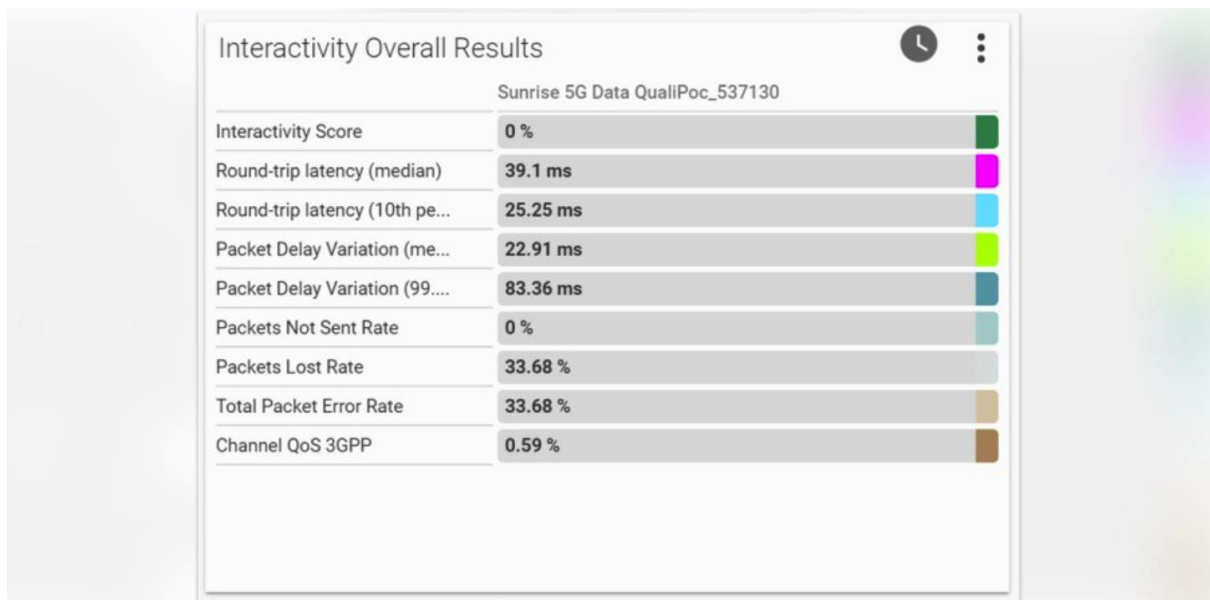 Interactivity Overall Results
Sunrise 5G Data QualiPoc_537130
Interactivity Score 0 %
Round-trip latency (median) 39.1 ms
Round-trip latency (10th pe... 25.25 ms
Packet Delay Variation (me... 22.91 ms
Packet Delay Variation (99.... 83.36 ms
Packets Not Sent Rate 0 %
Packets Lost Rate 33.68 %
Total Packet Error Rate 33.68 %
Channel QoS 3GPP 0.59 %